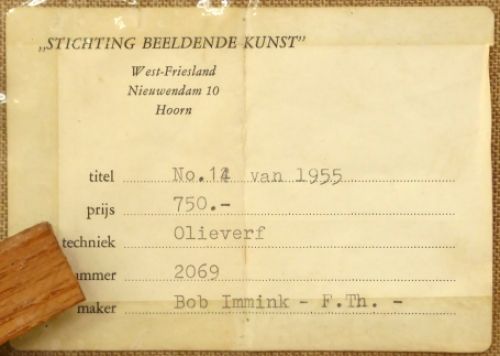 „STICHTING BEELDENDE KUNST”
West-Friesland
Nieuwendam 10
Hoorn
titel No. van 1955
prijs 750.-
techniek Olieverf
ummer 2069
maker Bob Immink - F.Th. -